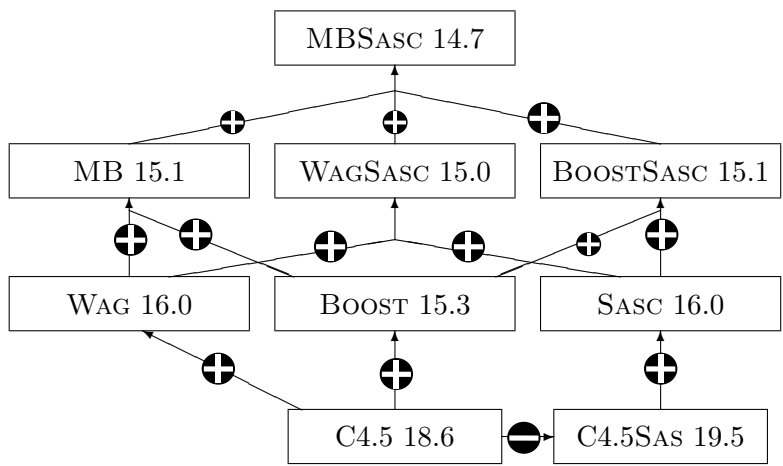 MBSASC 14.7
MB 15.1
WAGSASC 15.0
BOOSTSASC 15.1
WAG 16.0
BOOST 15.3
SASC 16.0
C4.5 18.6
C4.5SAS 19.5